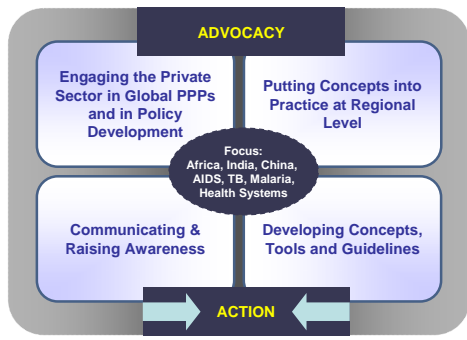 ADVOCACY
Engaging the Private
Sector in Global PPPs
and in Policy
Development
Putting Concepts into
Practice at Regional
Level
Focus:
Africa, India, China,
AIDS, TB, Malaria,
Health Systems
Communicating &
Raising Awareness
Developing Concepts,
Tools and Guidelines
ACTION